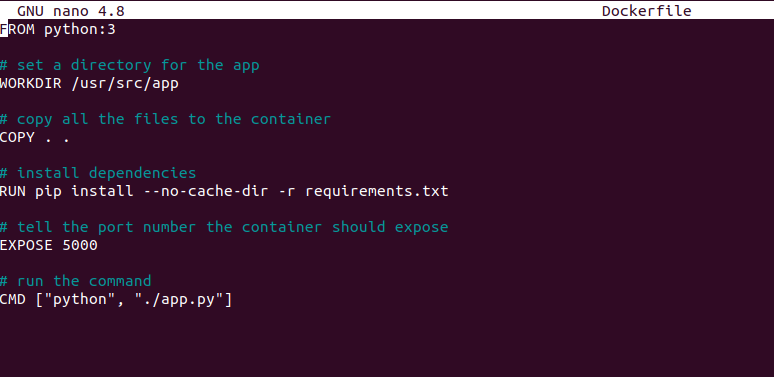 GNU nano 4.8 Dockerfile
FROM python:3
# set a directory for the app
WORKDIR /usr/src/app
# copy all the files to the container
COPY . .
# install dependencies
RUN pip install --no-cache-dir -r requirements.txt
# tell the port number the container should expose
EXPOSE 5000
# run the command
CMD ["python", "./app.py"]